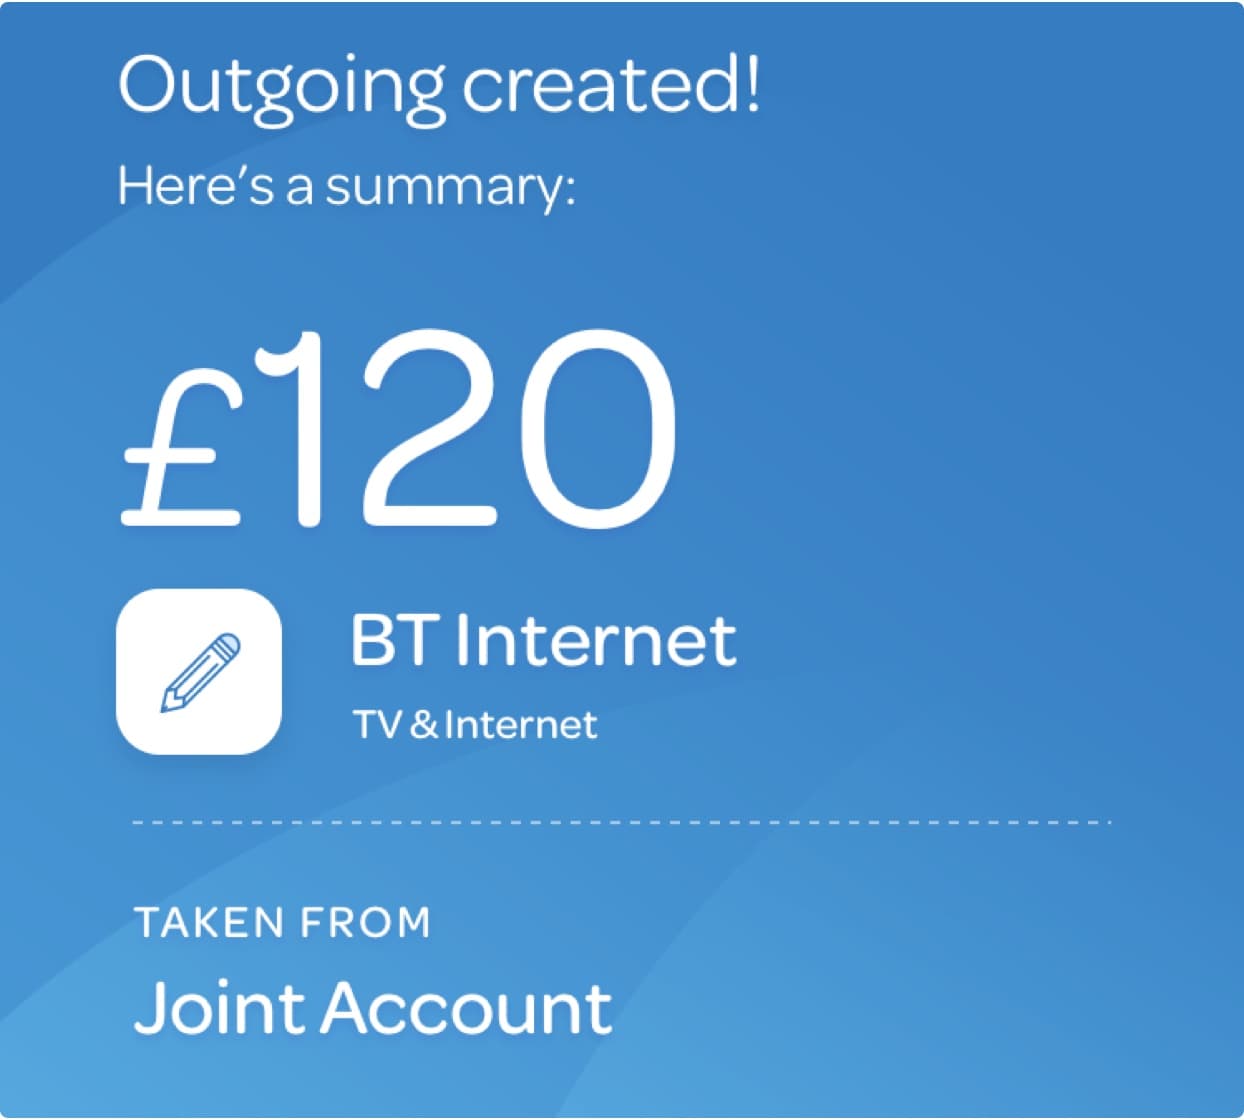 Outgoing created!
Here’s a summary:
£120
BT Internet
TV & Internet
TAKEN FROM
Joint Account